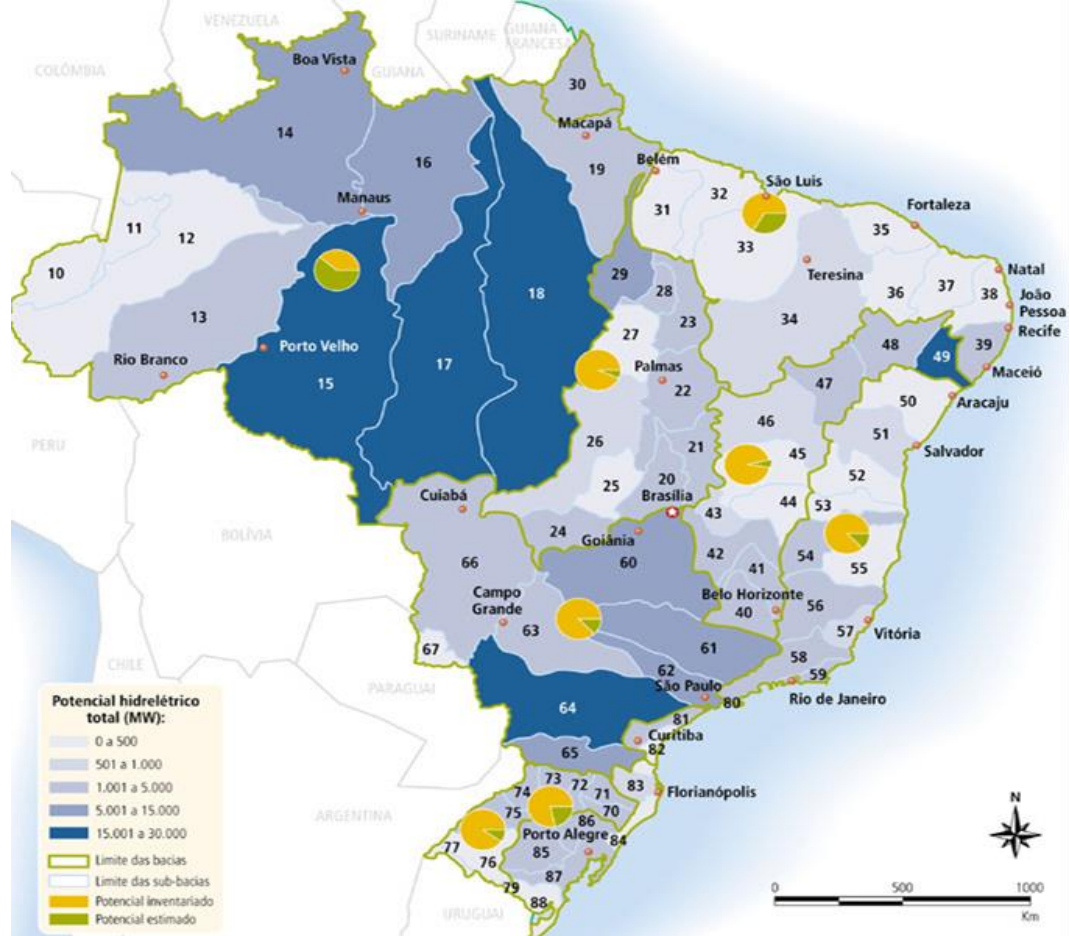 VENEZUELA
SURINAME
GUIANA
FRANCESA
COLÔMBIA
Boa Vista
GUIANA
30
14
16
Macapá
19
Belém
32
São Luis
Manaus
31
Fortaleza
11
12
33
35
10
29
Teresina
Natal
18
28
36
37
38
João
Pessoa
13
27
23
34
Recife
Porto Velho
17
48
49
39
Rio Branco
Palmas
Maceió
15
22
47
50
Aracaju
46
PERU
26
21
45
51
Salvador
20
52
Cuiabá
25
Brasília
44
53
43
24
Goiânia
BOLÍVIA
42
54
66
60
41
55
Campo
Grande
Belo Horizonte
56
63
40
57
Vitória
67
61
58
CHILE
62
59
PARAGUAI
São Paulo
80
Rio de Janeiro
64
81
Curitiba
82
65
73
72
83
Florianópolis
74
71
ARGENTINA
75
70
86
Porto Alegre
84
77
76
85
87
79
88
URUGUAI
Potencial hidrelétrico
total (MW):
0 a 500
501 a 1.000
1.001 a 5.000
5.001 a 15.000
15.001 a 30.000
Limite das bacias
Limite das sub-bacias
Potencial inventariado
Potencial estimado
N
0 500 1000
Km